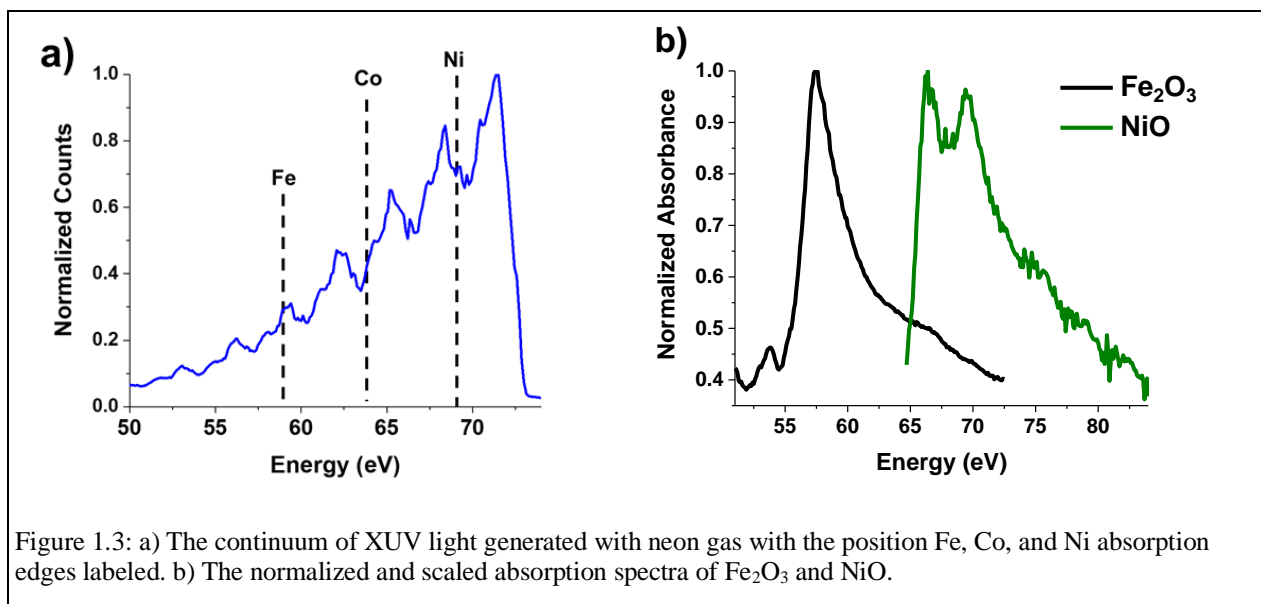 a)
Fe
Co
Ni
1.0
0.8
0.6
0.4
0.2
0.0
Normalized Counts
50
55
60
65
70
Energy (eV)
b)
Fe₂O₃
NiO
1.0
0.9
0.8
0.7
0.6
0.5
0.4
Normalized Absorbance
55
60
65
70
75
80
Energy (eV)
Figure 1.3: a) The continuum of XUV light generated with neon gas with the position Fe, Co, and Ni absorption
edges labeled. b) The normalized and scaled absorption spectra of Fe₂O₃ and NiO.